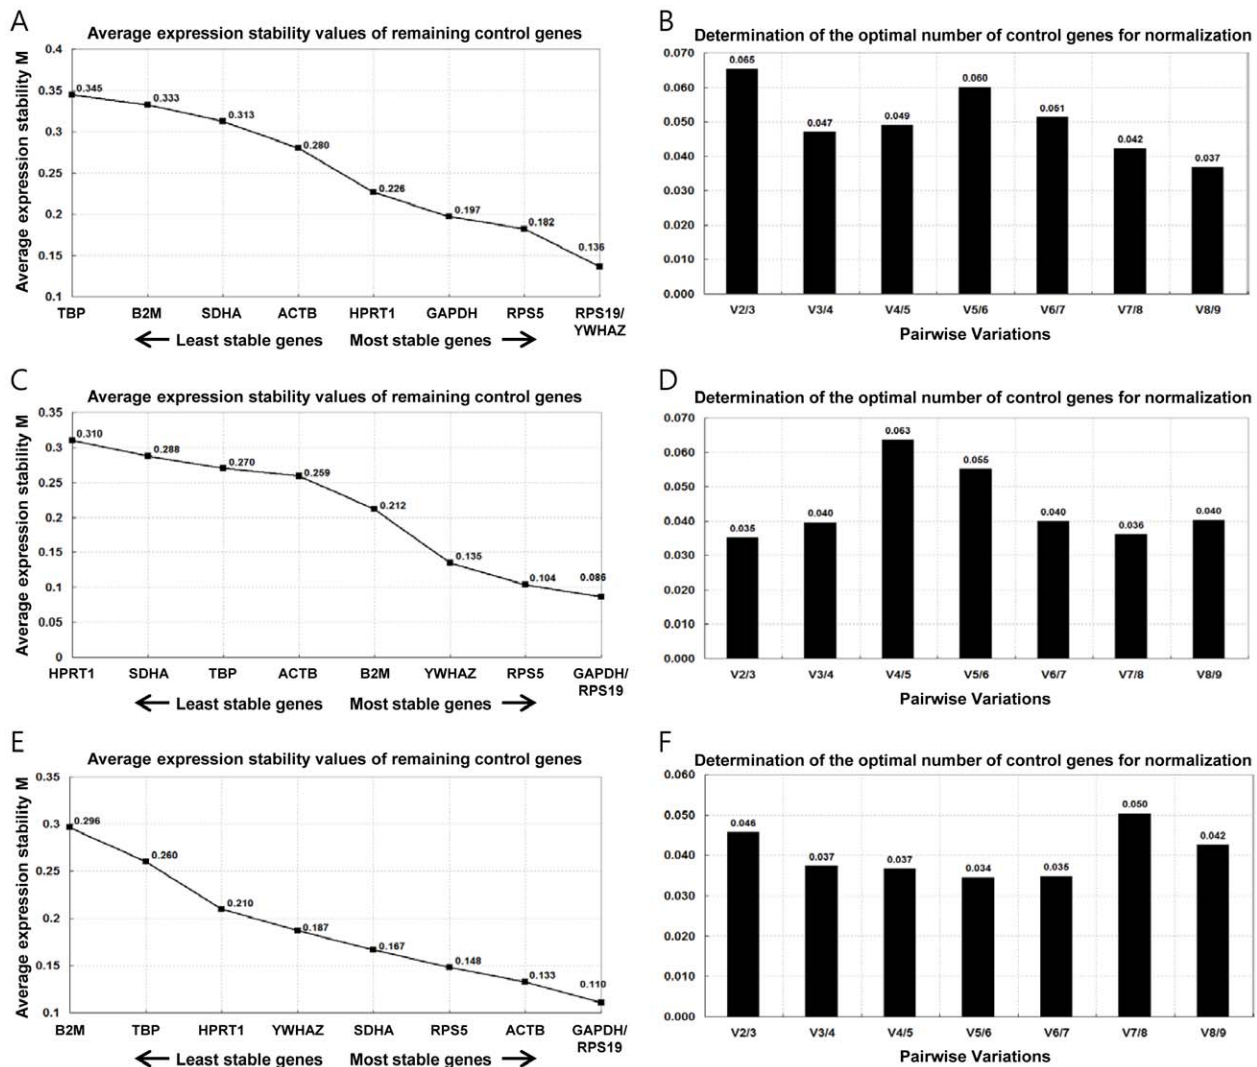 A
Average expression stability values of remaining control genes
Average expression stability M
0.4
0.35
0.3
0.25
0.2
0.15
0.1
0.345
0.333
0.313
0.280
0.226
0.197
0.182
0.136
TBP B2M SDHA ACTB HPRT1 GAPDH RPS5 RPS19/
YWHAZ
← Least stable genes Most stable genes →
B
Determination of the optimal number of control genes for normalization
0.070
0.060
0.050
0.040
0.030
0.020
0.010
0.000
0.065
0.047
0.049
0.060
0.051
0.042
0.037
V2/3 V3/4 V4/5 V5/6 V6/7 V7/8 V8/9
Pairwise Variations
C
Average expression stability values of remaining control genes
Average expression stability M
0.35
0.3
0.25
0.2
0.15
0.1
0.05
0
0.310
0.288
0.270
0.259
0.212
0.135
0.104
0.086
HPRT1 SDHA TBP ACTB B2M YWHAZ RPS5 GAPDH/
RPS19
← Least stable genes Most stable genes →
D
Determination of the optimal number of control genes for normalization
0.070
0.060
0.050
0.040
0.030
0.020
0.010
0.000
0.035
0.040
0.063
0.055
0.040
0.036
0.040
V2/3 V3/4 V4/5 V5/6 V6/7 V7/8 V8/9
Pairwise Variations
E
Average expression stability values of remaining control genes
Average expression stability M
0.35
0.3
0.25
0.2
0.15
0.1
0.296
0.260
0.210
0.187
0.167
0.148
0.133
0.110
B2M TBP HPRT1 YWHAZ SDHA RPS5 ACTB GAPDH/
RPS19
← Least stable genes Most stable genes →
F
Determination of the optimal number of control genes for normalization
0.060
0.050
0.040
0.030
0.020
0.010
0.000
0.046
0.037
0.037
0.034
0.035
0.050
0.042
V2/3 V3/4 V4/5 V5/6 V6/7 V7/8 V8/9
Pairwise Variations